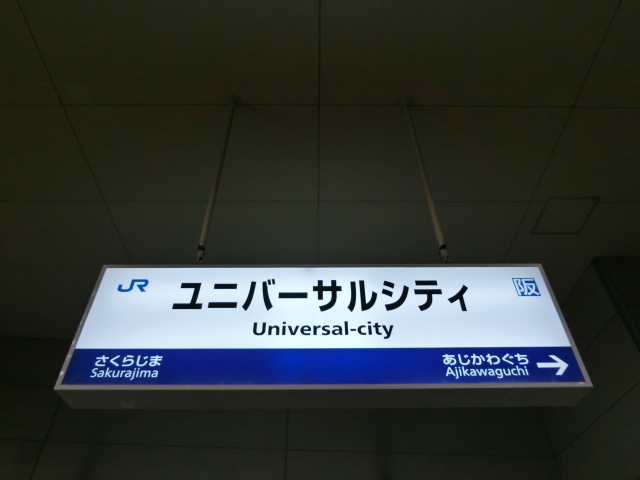 JR ユニバーサルシティ 阪
Universal-city
さくらじま あじかわぐち
Sakurajima Ajikawaguchi →